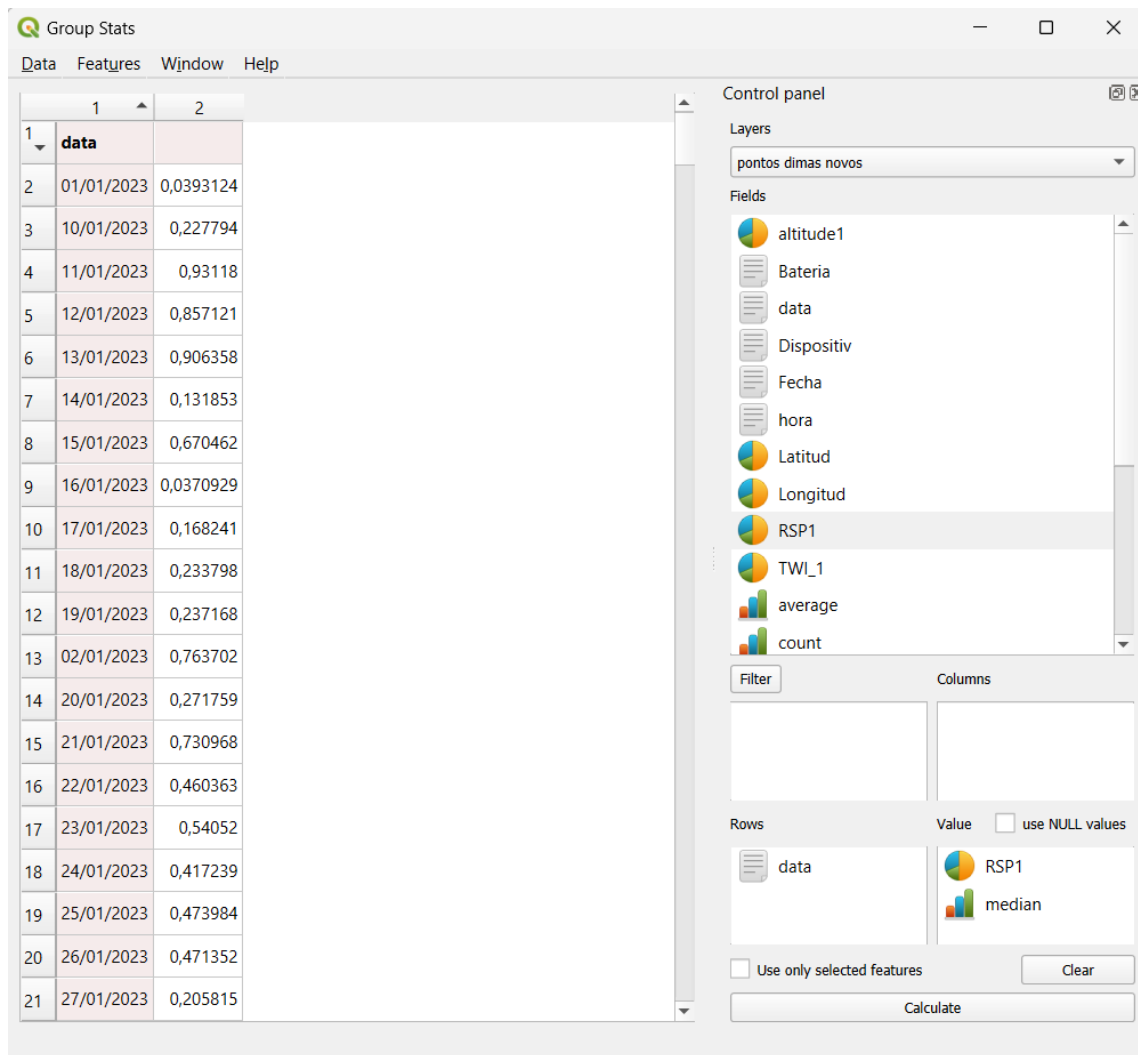 Group Stats
Data Features Window Help
1 2
1 data
2 01/01/2023 0,0393124
3 10/01/2023 0,227794
4 11/01/2023 0,93118
5 12/01/2023 0,857121
6 13/01/2023 0,906358
7 14/01/2023 0,131853
8 15/01/2023 0,670462
9 16/01/2023 0,0370929
10 17/01/2023 0,168241
11 18/01/2023 0,233798
12 19/01/2023 0,237168
13 02/01/2023 0,763702
14 20/01/2023 0,271759
15 21/01/2023 0,730968
16 22/01/2023 0,460363
17 23/01/2023 0,54052
18 24/01/2023 0,417239
19 25/01/2023 0,473984
20 26/01/2023 0,471352
21 27/01/2023 0,205815
Control panel
Layers
pontos dimas novos
Fields
altitude1
Bateria
data
Dispositiv
Fecha
hora
Latitud
Longitud
RSP1
TWI_1
average
count
Filter Columns
Rows Value use NULL values
data RSP1
median
Use only selected features Clear
Calculate